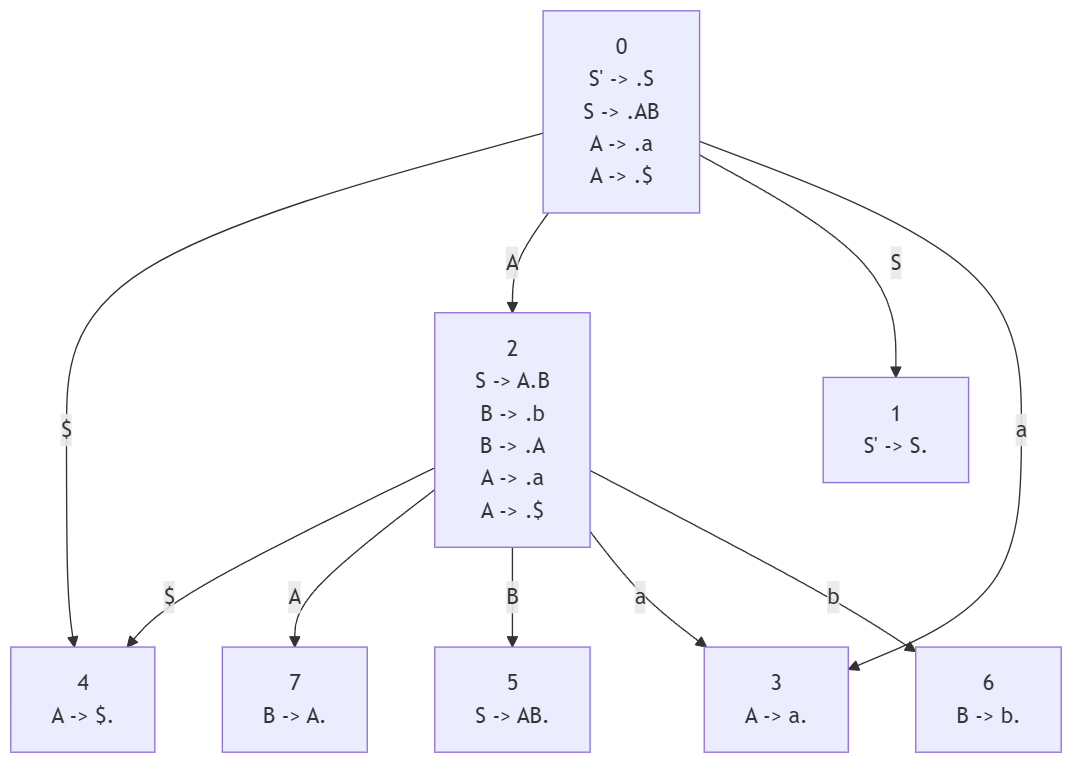 0
S' -> .S
S -> .AB
A -> .a
A -> .$
A
S
2
S -> A.B
B -> .b
B -> .A
A -> .a
A -> .$
1
S' -> S.
$
a
$
A
B
a
b
4
A -> $.
7
B -> A.
5
S -> AB.
3
A -> a.
6
B -> b.